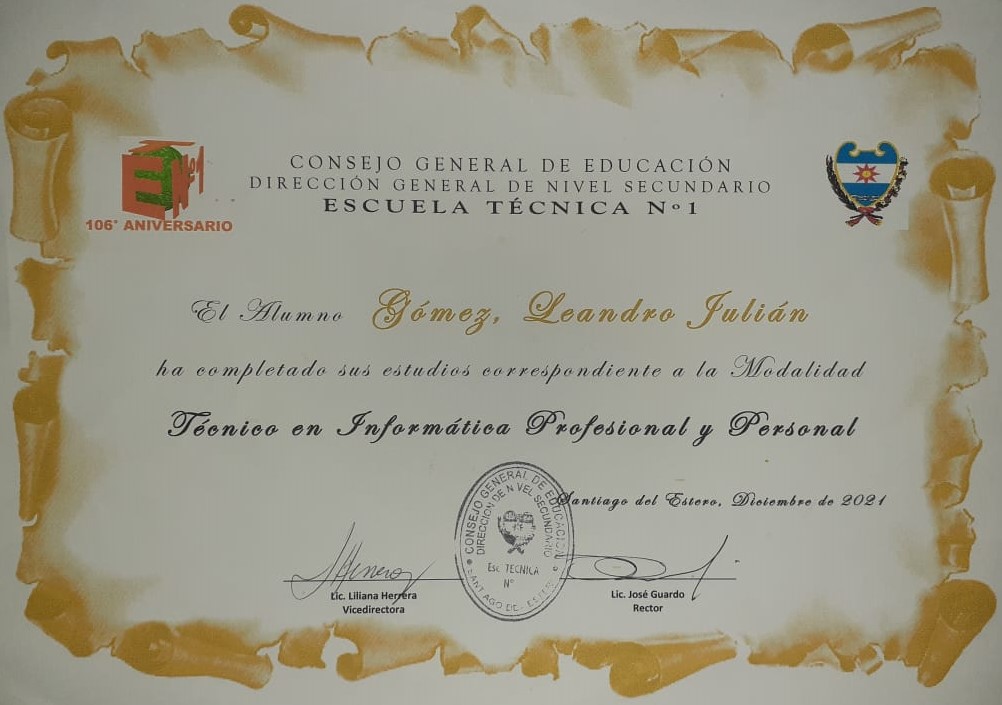 CONSEJO GENERAL DE EDUCACIÓN
DIRECCIÓN GENERAL DE NIVEL SECUNDARIO
ESCUELA TÉCNICA Nº 1
106° ANIVERSARIO
El Alumno Gómez, Leandro Julián
ha completado sus estudios correspondiente a la Modalidad
Técnico en Informática Profesional y Personal
Santiago del Estero, Diciembre de 2021
CONSEJO GENERAL DE EDUCACIÓN
DIRECCIÓN DE NIVEL SECUNDARIO
Esc. TECNICA
Nº
SANTIAGO DEL ESTERO
Lic. Liliana Herrera
Vicedirectora
Lic. José Guardo
Rector